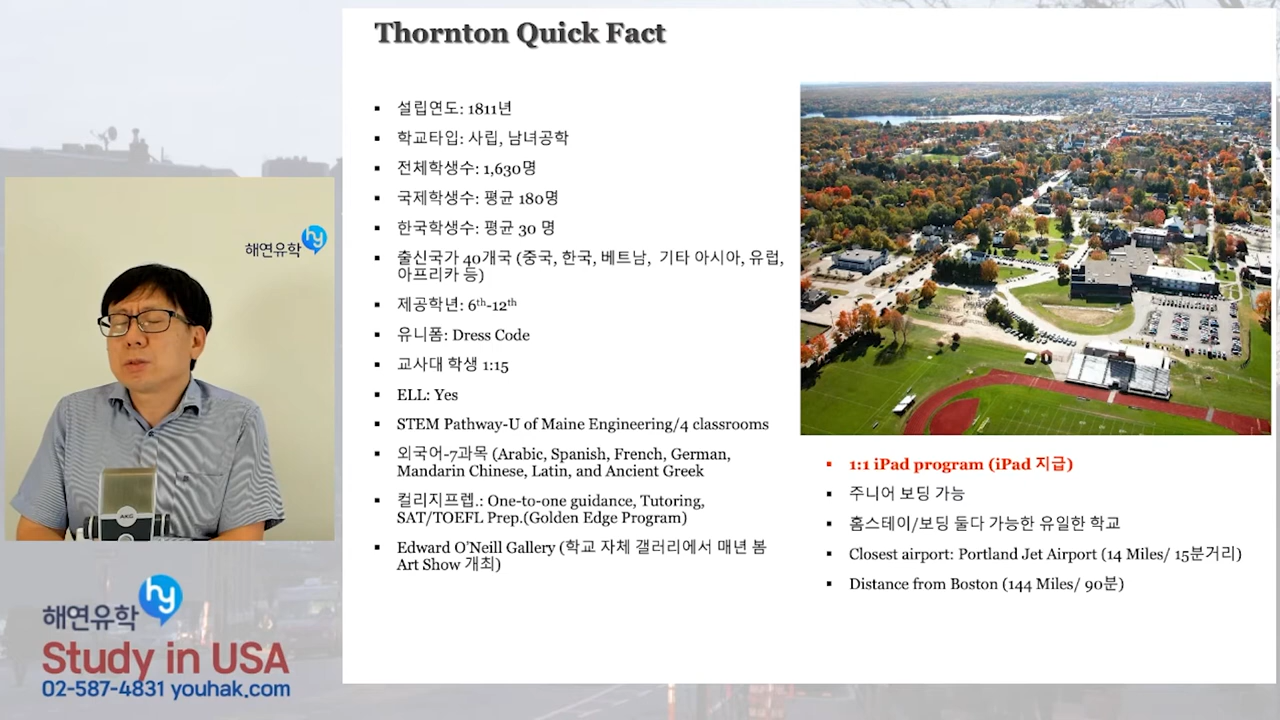 Thornton Quick Fact
설립연도: 1811년
학교타입: 사립, 남녀공학
전체학생수: 1,630명
국제학생수: 평균 180명
한국학생수: 평균 30 명
출신국가 40개국 (중국, 한국, 베트남, 기타 아시아, 유럽,
아프리카 등)
제공학년: 6th-12th
유니폼: Dress Code
교사대 학생 1:15
ELL: Yes
STEM Pathway-U of Maine Engineering/4 classrooms
외국어-7과목 (Arabic, Spanish, French, German,
Mandarin Chinese, Latin, and Ancient Greek
컬리지프렙.: One-to-one guidance, Tutoring,
SAT/TOEFL Prep.(Golden Edge Program)
Edward O'Neill Gallery (학교 자체 갤러리에서 매년 봄
Art Show 개최)
1:1 iPad program (iPad 지급)
주니어 보딩 가능
홈스테이/보딩 둘다 가능한 유일한 학교
Closest airport: Portland Jet Airport (14 Miles/ 15분거리)
Distance from Boston (144 Miles/ 90분)
해연유학 hy
AKG
해연유학 hy
Study in USA
02-587-4831 youhak.com